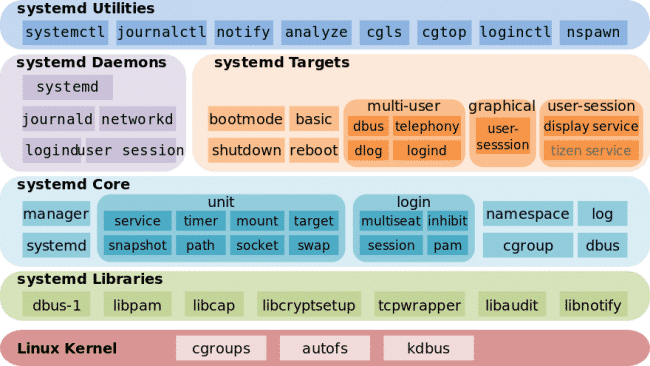 systemd Utilities
systemctl journalctl notify analyze cgls cgtop loginctl nspawn
systemd Daemons
systemd
journald networkd
logind user session
systemd Targets
bootmode basic
shutdown reboot
multi-user
dbus telephony
dlog logind
graphical
user-
sesssion
user-session
display service
tizen service
systemd Core
manager
systemd
unit
service timer mount target
snapshot path socket swap
login
multiseat inhibit
session pam
namespace log
cgroup dbus
systemd Libraries
dbus-1 libpam libcap libcryptsetup tcpwrapper libaudit libnotify
Linux Kernel cgroups autofs kdbus